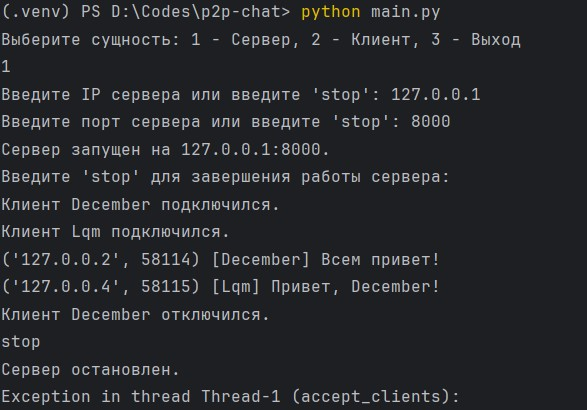 (.venv) PS D:\Codes\p2p-chat> python main.py
Выберите сущность: 1 - Сервер, 2 - Клиент, 3 - Выход
1
Введите IP сервера или введите 'stop': 127.0.0.1
Введите порт сервера или введите 'stop': 8000
Сервер запущен на 127.0.0.1:8000.
Введите 'stop' для завершения работы сервера:
Клиент December подключился.
Клиент Lqm подключился.
('127.0.0.2', 58114) [December] Всем привет!
('127.0.0.4', 58115) [Lqm] Привет, December!
Клиент December отключился.
stop
Сервер остановлен.
Exception in thread Thread-1 (accept_clients):